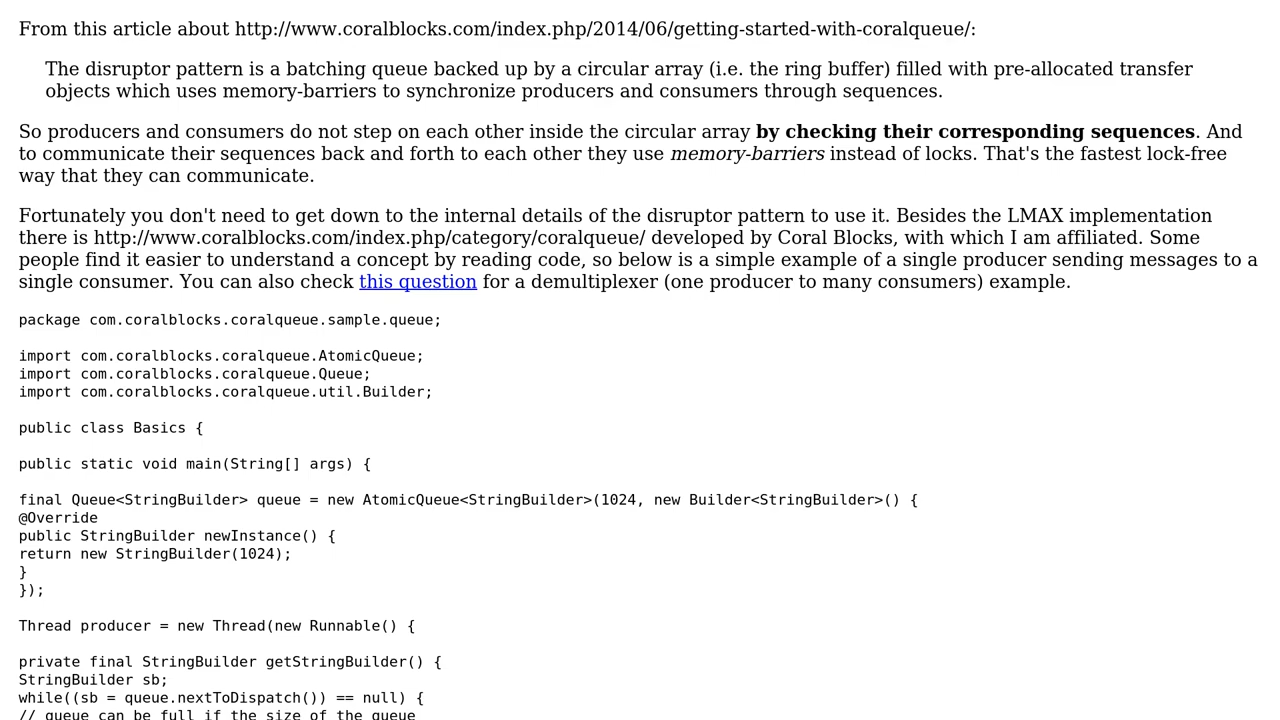 From this article about http://www.coralblocks.com/index.php/2014/06/getting-started-with-coralqueue/:
The disruptor pattern is a batching queue backed up by a circular array (i.e. the ring buffer) filled with pre-allocated transfer
objects which uses memory-barriers to synchronize producers and consumers through sequences.
So producers and consumers do not step on each other inside the circular array by checking their corresponding sequences. And
to communicate their sequences back and forth to each other they use memory-barriers instead of locks. That's the fastest lock-free
way that they can communicate.
Fortunately you don't need to get down to the internal details of the disruptor pattern to use it. Besides the LMAX implementation
there is http://www.coralblocks.com/index.php/category/coralqueue/ developed by Coral Blocks, with which I am affiliated. Some
people find it easier to understand a concept by reading code, so below is a simple example of a single producer sending messages to a
single consumer. You can also check this question for a demultiplexer (one producer to many consumers) example.
package com.coralblocks.coralqueue.sample.queue;
import com.coralblocks.coralqueue.AtomicQueue;
import com.coralblocks.coralqueue.Queue;
import com.coralblocks.coralqueue.util.Builder;
public class Basics {
public static void main(String[] args) {
final Queue<StringBuilder> queue = new AtomicQueue<StringBuilder>(1024, new Builder<StringBuilder>() {
@Override
public StringBuilder newInstance() {
return new StringBuilder(1024);
}
});
Thread producer = new Thread(new Runnable() {
private final StringBuilder getStringBuilder() {
StringBuilder sb;
while((sb = queue.nextToDispatch()) == null) {
// queue can be full if the size of the queue